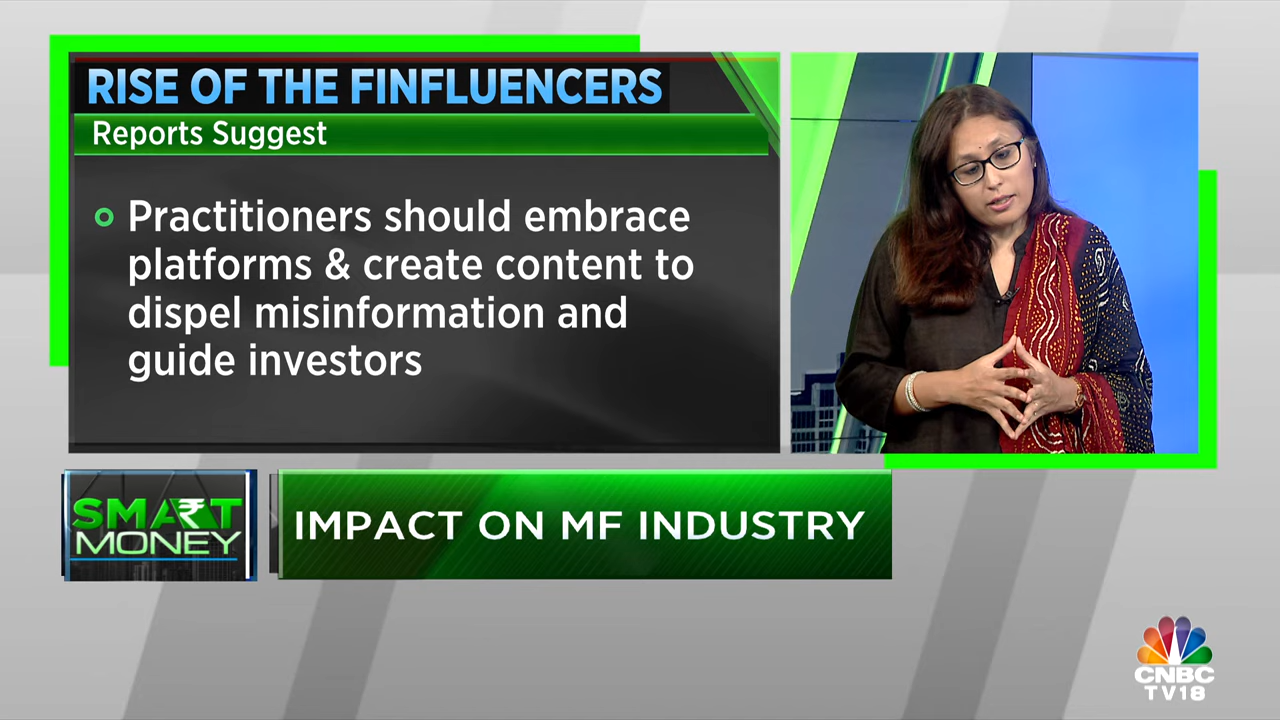 RISE OF THE FINFLUENCERS
Reports Suggest
Practitioners should embrace
platforms & create content to
dispel misinformation and
guide investors
SMA₹T
MONEY
IMPACT ON MF INDUSTRY
CNBC
TV18